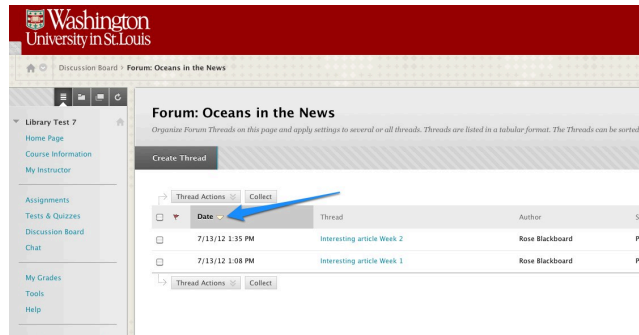 Washington
University in St.Louis
Discussion Board > Forum: Oceans in the News
Library Test 7
Home Page
Course Information
My Instructor
Assignments
Tests & Quizzes
Discussion Board
Chat
My Grades
Tools
Help
Forum: Oceans in the News
Organize Forum Threads on this page and apply settings to several or all threads. Threads are listed in a tabular format. The Threads can be sorted
Create Thread
Thread Actions Collect
Date Thread Author S
7/13/12 1:35 PM Interesting article Week 2 Rose Blackboard P
7/13/12 1:08 PM Interesting article Week 1 Rose Blackboard P
Thread Actions Collect